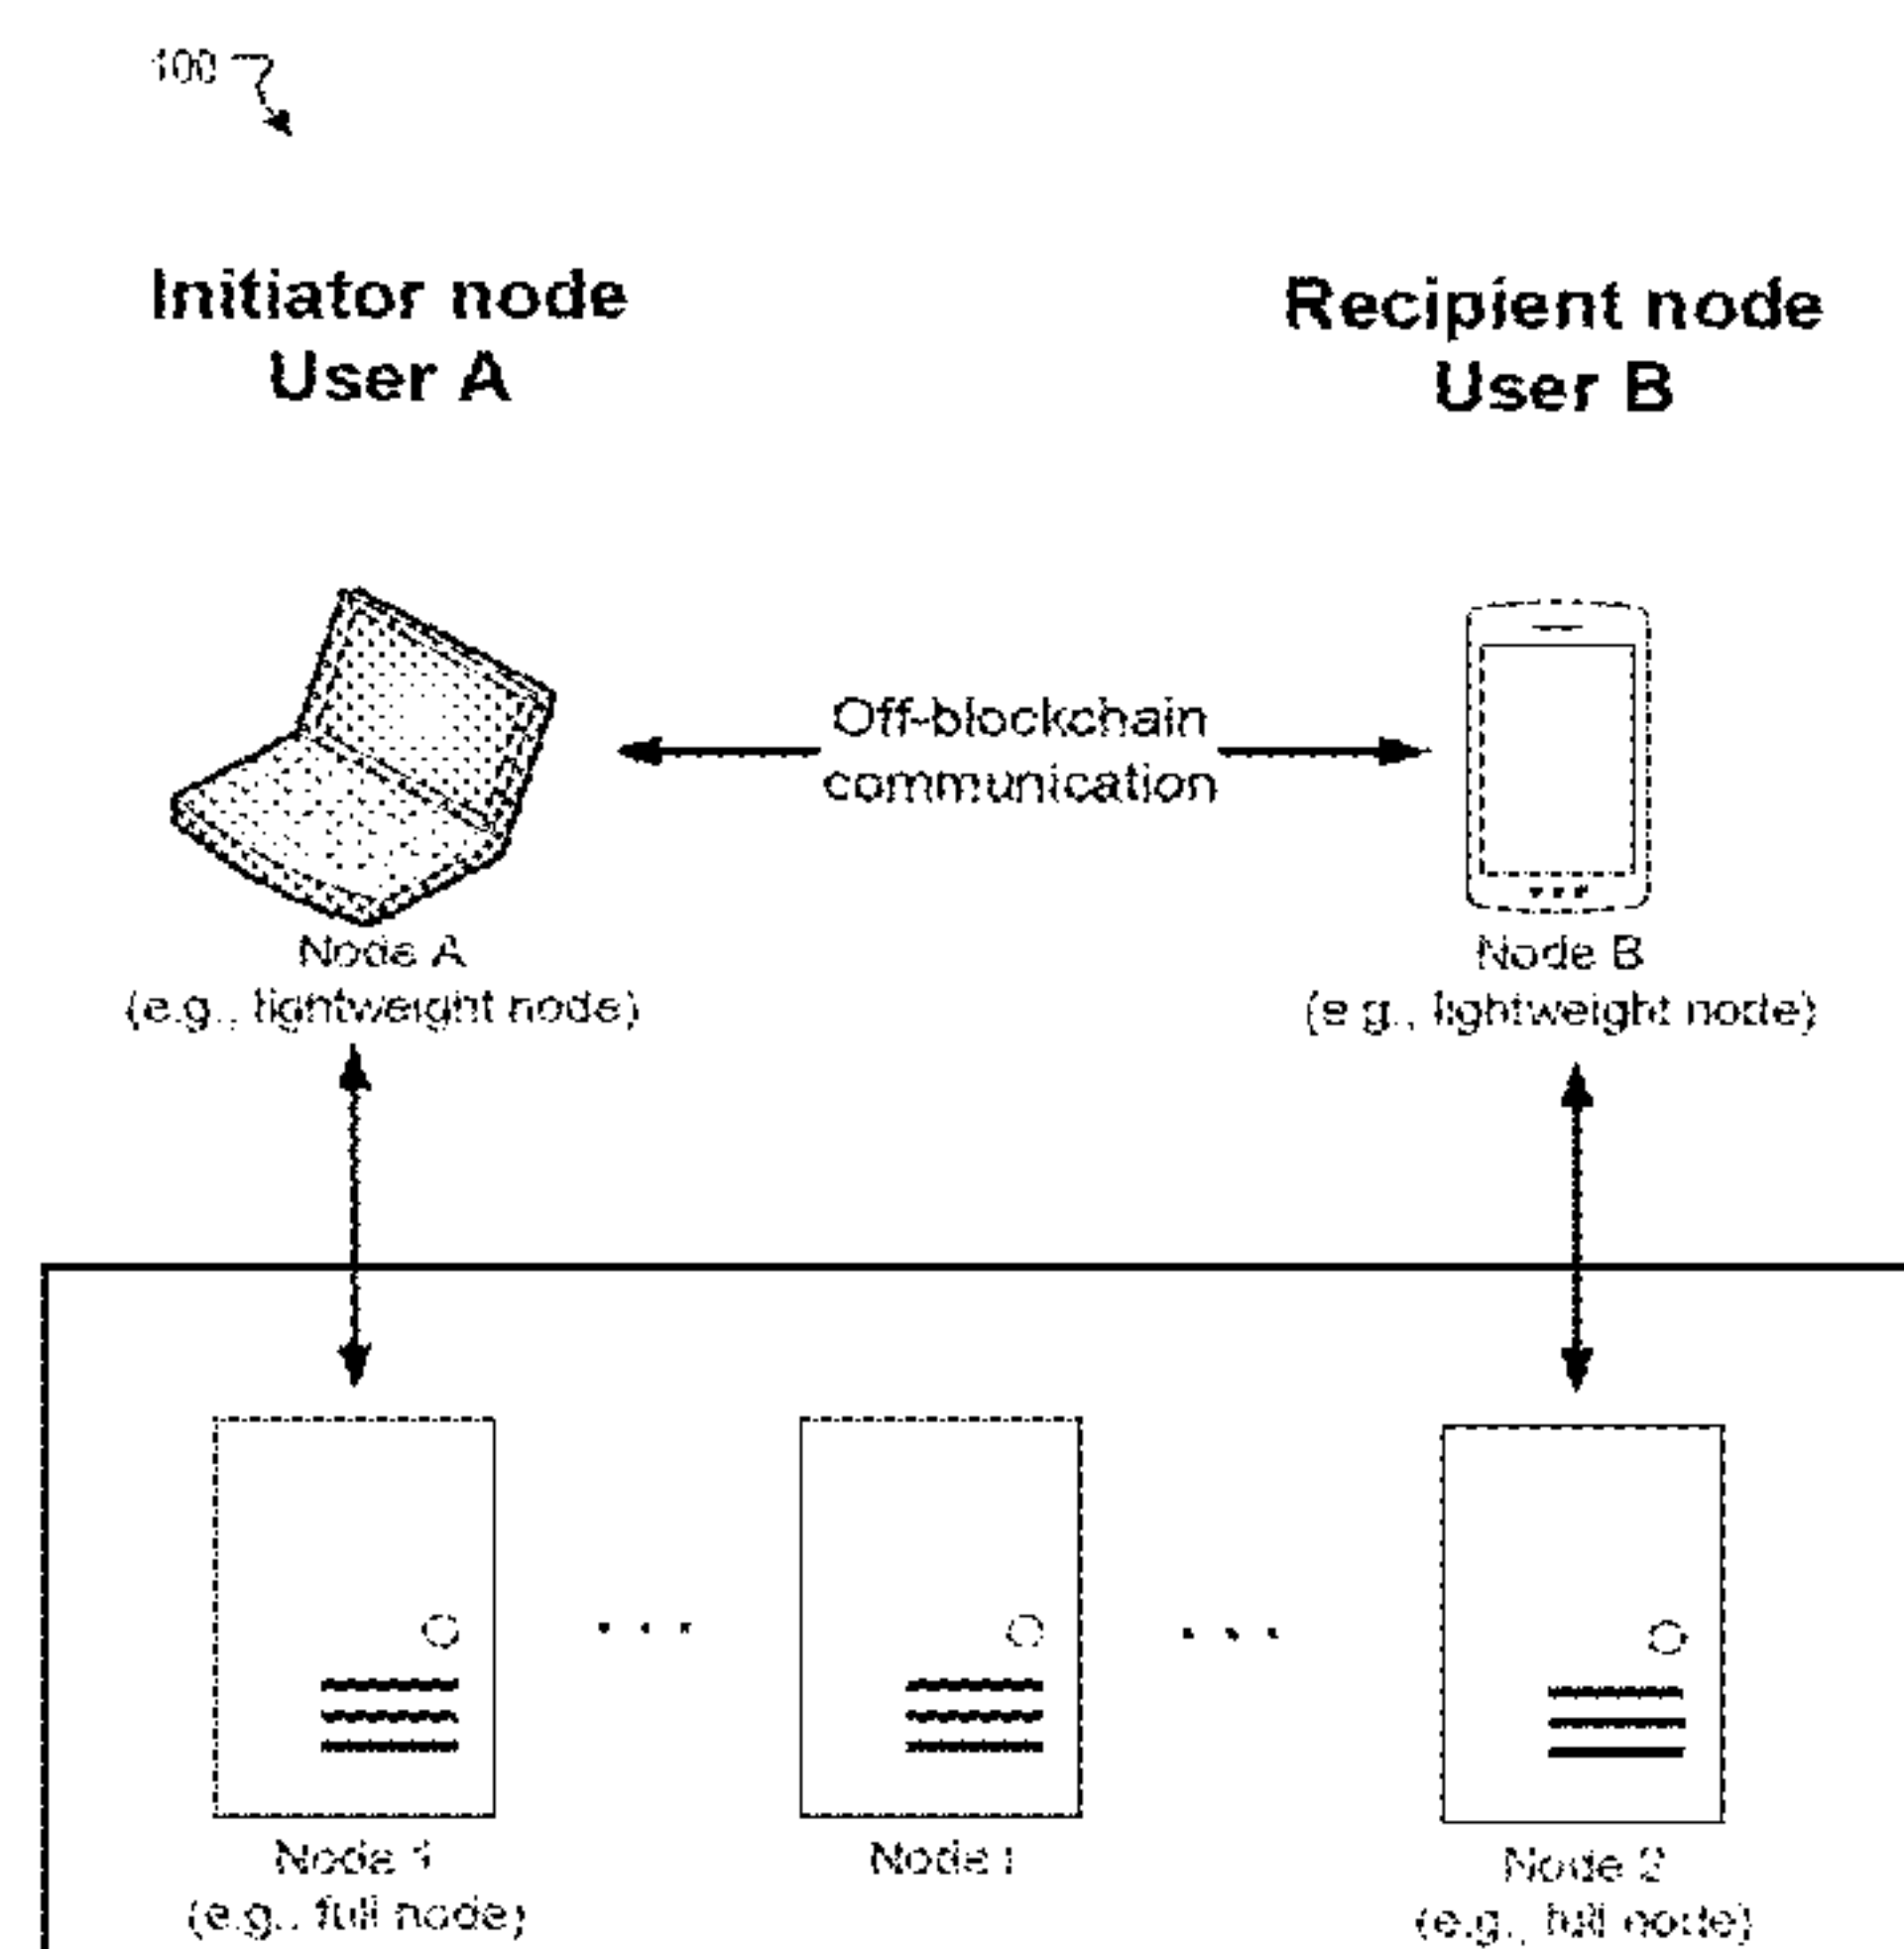 100
Initiator node
User A
Recipient node
User B
Off-blockchain
communication
Node A
(e.g., lightweight node)
Node B
(e.g., lightweight node)
Node 1
(e.g., full node)
Node i
Node 2
(e.g., full node)